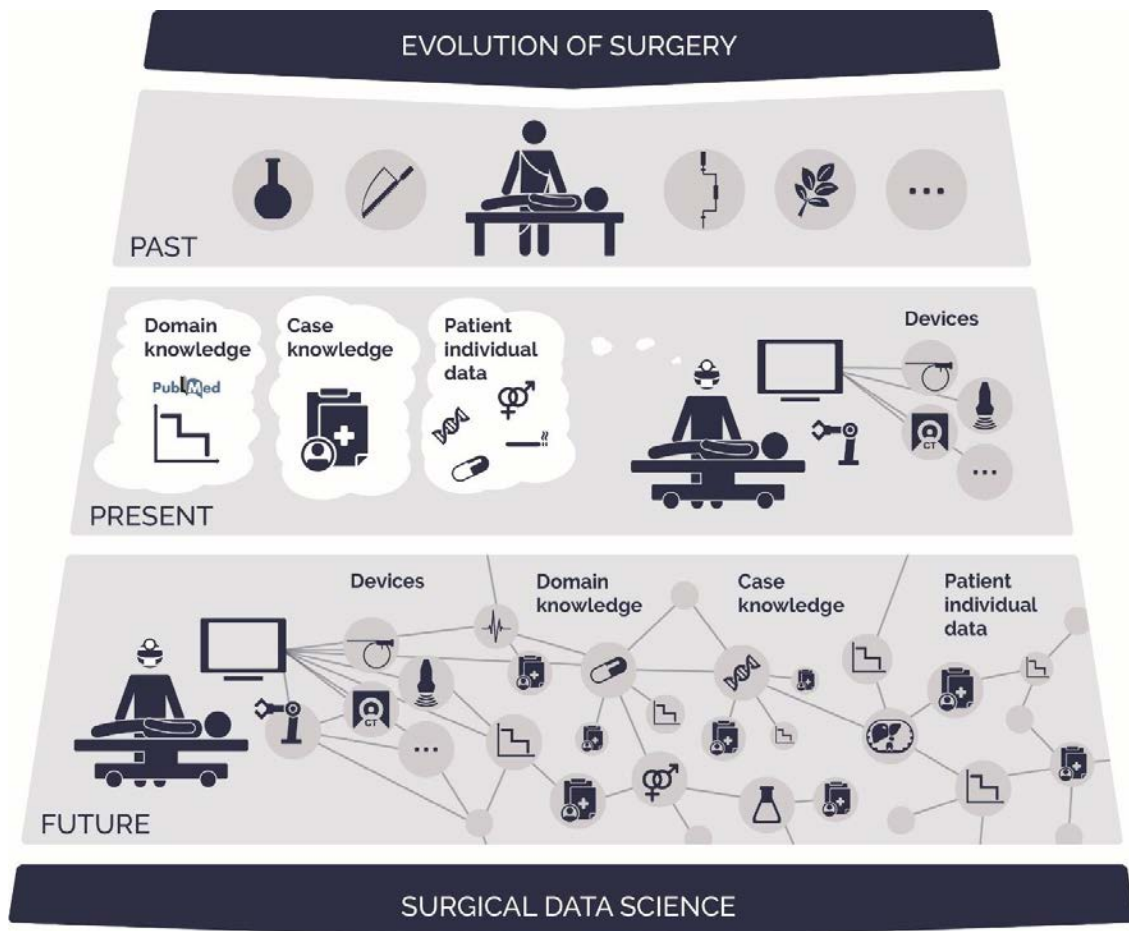 EVOLUTION OF SURGERY
...
PAST
Domain
knowledge
PubMed
Case
knowledge
Patient
individual
data
Devices
CT
...
PRESENT
Devices
Domain
knowledge
Case
knowledge
Patient
individual
data
CT
...
FUTURE
SURGICAL DATA SCIENCE